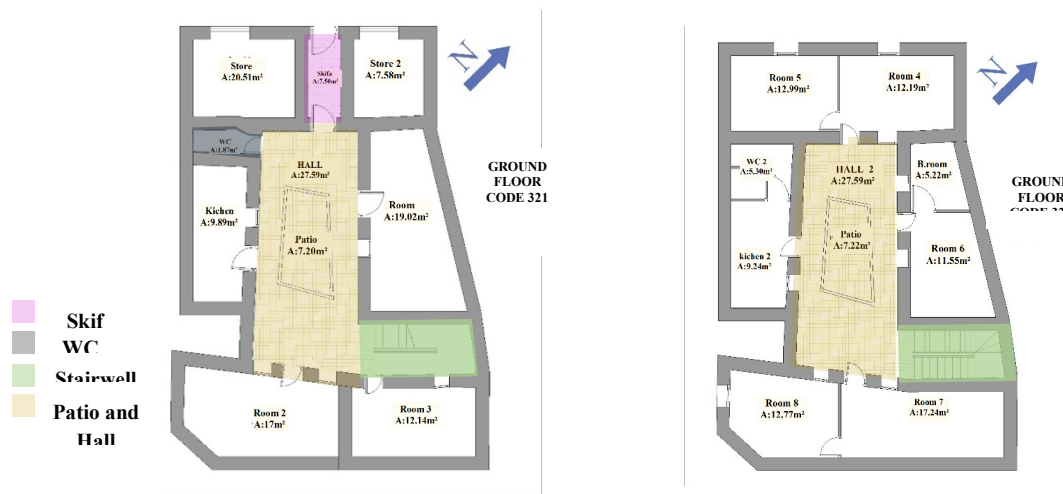 Store
A:20.51m²
Skifa
A:7.50m²
Store 2
A:7.58m²
N
WC
A:1.87m²
HALL
A:27.59m²
Kichen
A:9.89m²
Room
A:19.02m²
Patio
A:7.20m²
Room 2
A:17m²
Room 3
A:12.14m²
GROUND
FLOOR
CODE 321
Skif
WC
Stairwell
Patio and
Hall
Room 5
A:12.99m²
Room 4
A:12.19m²
N
WC 2
A:5.30m²
HALL 2
A:27.59m²
B.room
A:5.22m²
Patio
A:7.22m²
kichen 2
A:9.24m²
Room 6
A:11.55m²
Room 8
A:12.77m²
Room 7
A:17.24m²
GROUND
FLOOR